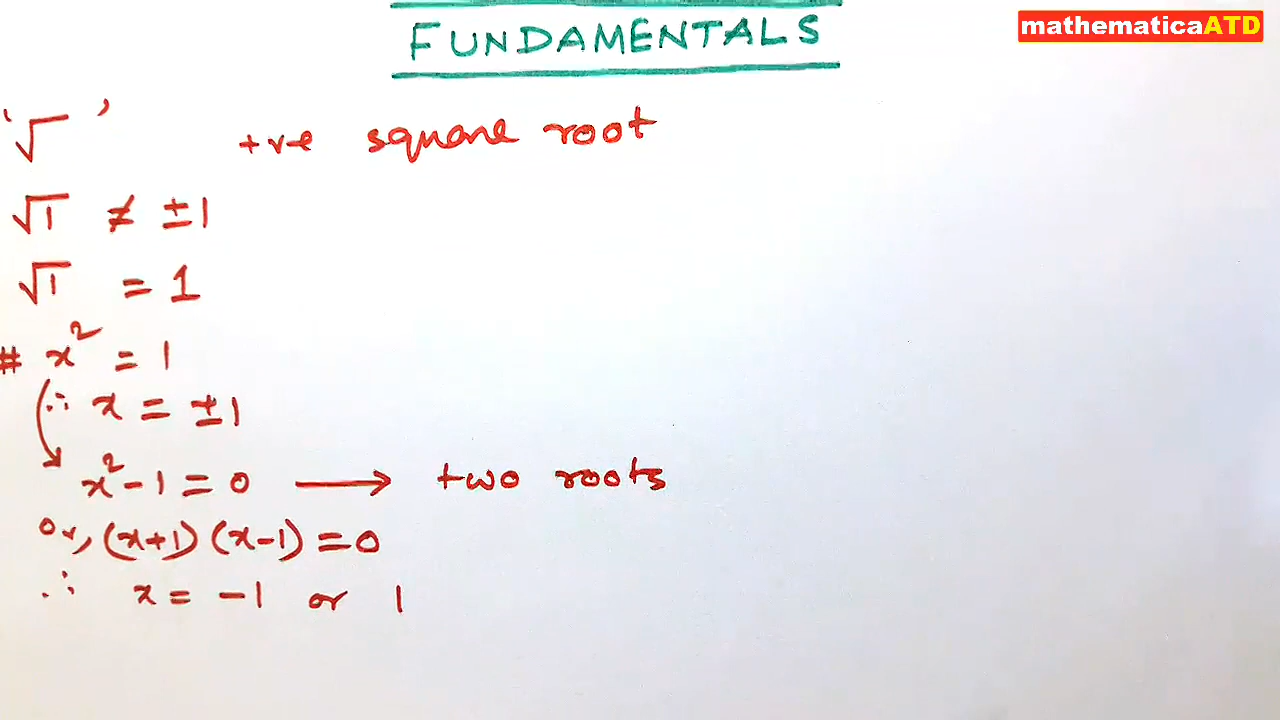 FUNDAMENTALS
mathematicaATD
'√' +ve square root
√1 ≠ ±1
√1 = 1
# x² = 1
∴ x = ±1
x² - 1 = 0 → two roots
or, (x+1) (x-1) = 0
∴ x = -1 or 1